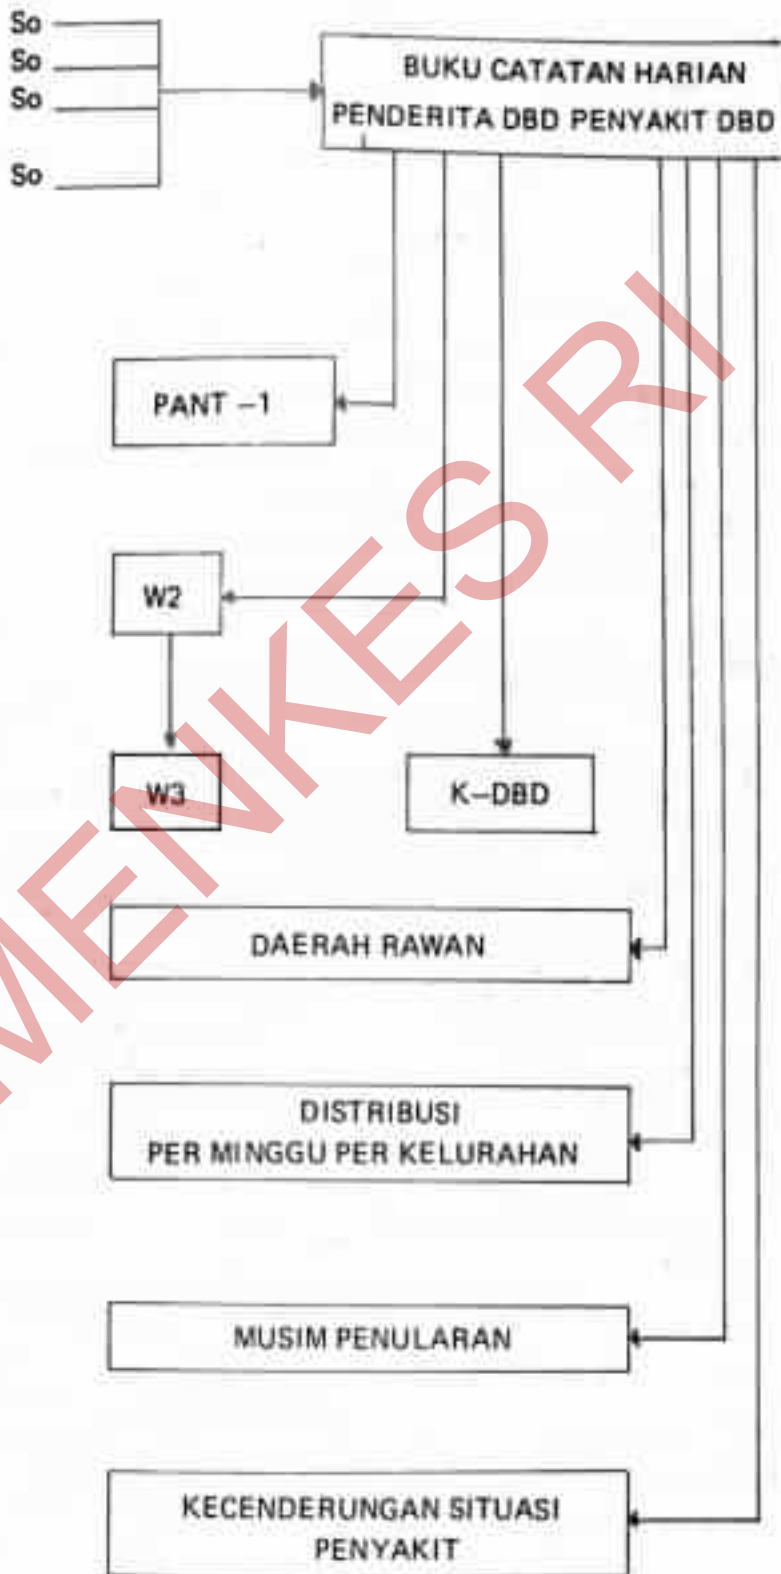 So
So
So
So
BUKU CATATAN HARIAN
PENDERITA DBD PENYAKIT DBD
PANT –1
W2
W3
K–DBD
DAERAH RAWAN
DISTRIBUSI
PER MINGGU PER KELURAHAN
MUSIM PENULARAN
KECENDERUNGAN SITUASI
PENYAKIT
MENKES RI